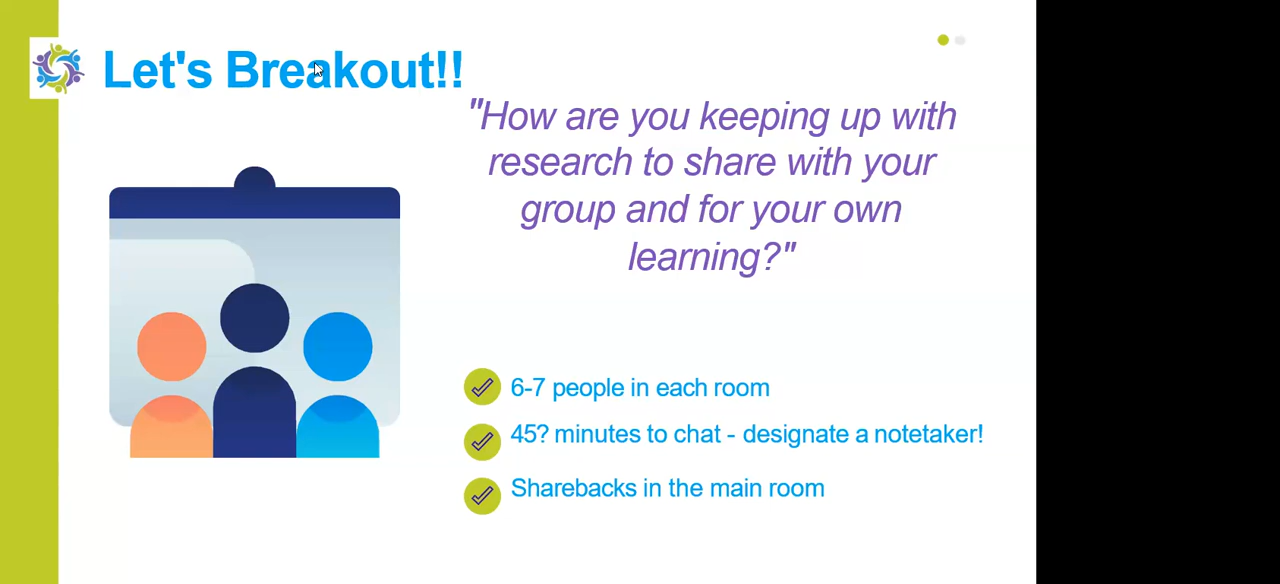 Let's Breakout!!
"How are you keeping up with
research to share with your
group and for your own
learning?"
6-7 people in each room
45? minutes to chat - designate a notetaker!
Sharebacks in the main room